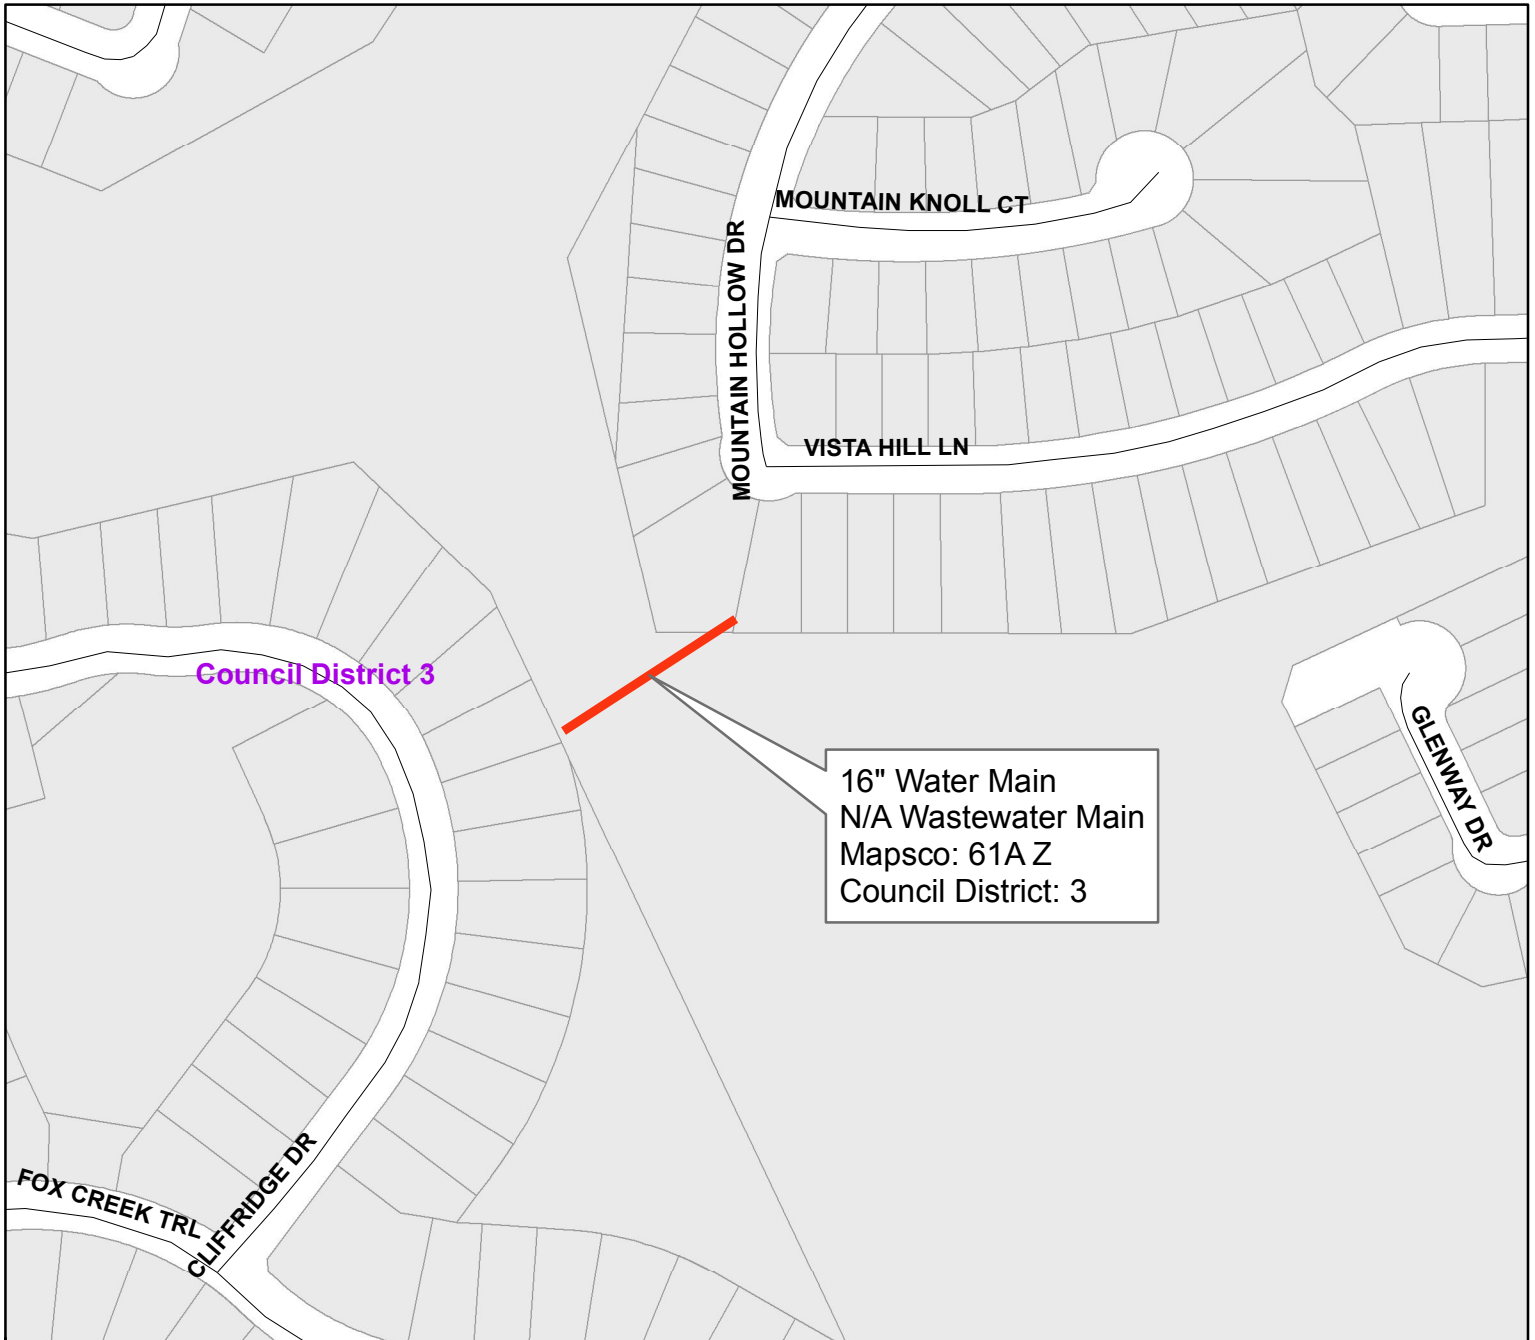 MOUNTAIN KNOLL CT
MOUNTAIN HOLLOW DR
VISTA HILL LN
Council District 3
GLENWAY DR
16" Water Main
N/A Wastewater Main
Mapsco: 61A Z
Council District: 3
CLIFFRIDGE DR
FOX CREEK TRL